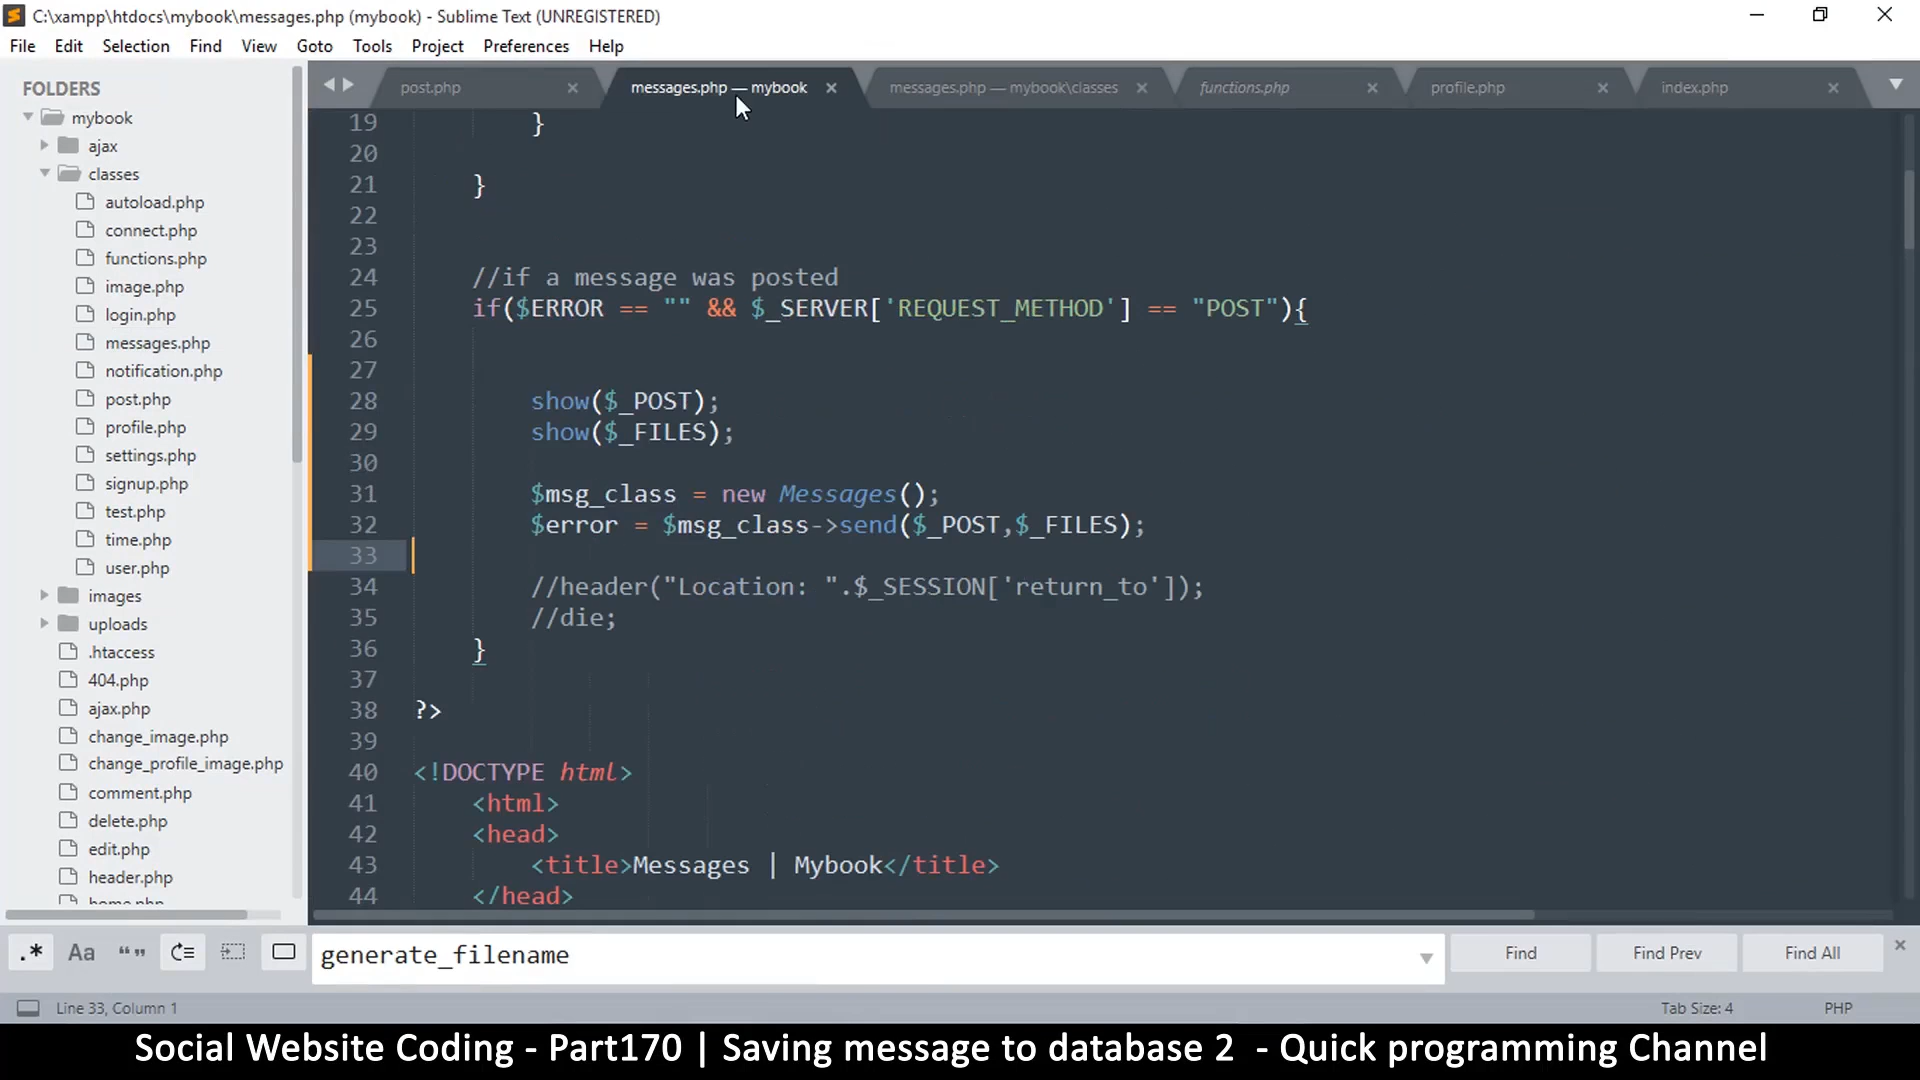 C:\xampp\htdocs\mybook\messages.php (mybook) - Sublime Text (UNREGISTERED)
File Edit Selection Find View Goto Tools Project Preferences Help
FOLDERS
mybook
ajax
classes
autoload.php
connect.php
functions.php
image.php
login.php
messages.php
notification.php
post.php
profile.php
settings.php
signup.php
test.php
time.php
user.php
images
uploads
.htaccess
404.php
ajax.php
change_image.php
change_profile_image.php
comment.php
delete.php
edit.php
header.php
home.php
post.php messages.php — mybook messages.php — mybook\classes functions.php profile.php index.php
19 }
20
21 }
22
23
24 //if a message was posted
25 if($ERROR == "" && $_SERVER['REQUEST_METHOD'] == "POST"){
26
27
28 show($_POST);
29 show($_FILES);
30
31 $msg_class = new Messages();
32 $error = $msg_class->send($_POST,$_FILES);
33
34 //header("Location: ".$_SESSION['return_to']);
35 //die;
36 }
37
38 ?>
39
40 <!DOCTYPE html>
41 <html>
42 <head>
43 <title>Messages | Mybook</title>
44 </head>
.* Aa “” generate_filename Find Find Prev Find All
Line 33, Column 1 Tab Size: 4 PHP
Social Website Coding - Part170 | Saving message to database 2 - Quick programming Channel